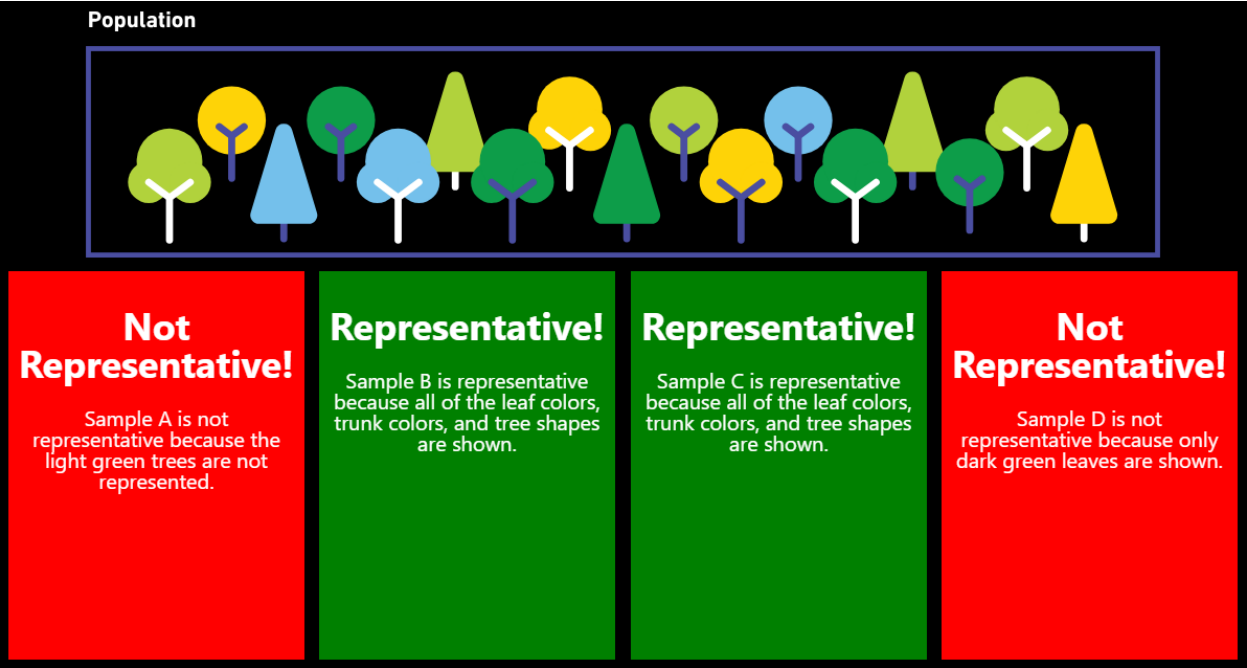 Population
Not
Representative!
Sample A is not
representative because the
light green trees are not
represented.
Representative!
Sample B is representative
because all of the leaf colors,
trunk colors, and tree shapes
are shown.
Representative!
Sample C is representative
because all of the leaf colors,
trunk colors, and tree shapes
are shown.
Not
Representative!
Sample D is not
representative because only
dark green leaves are shown.